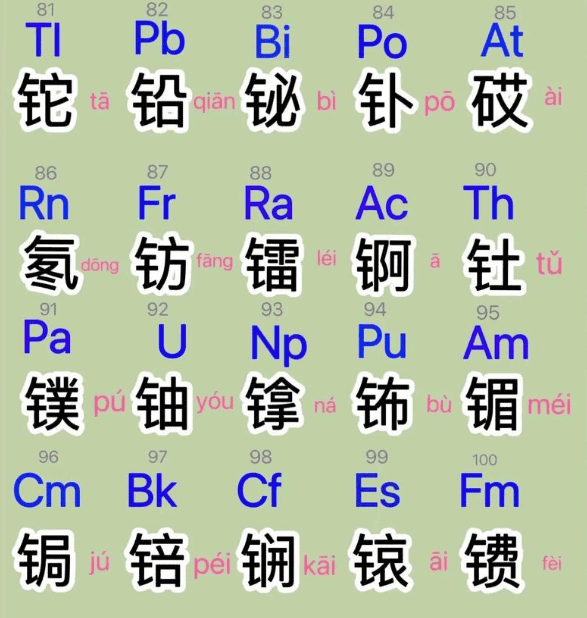 81 82 83 84 85
Tl Pb Bi Po At
铊 tā 铅 qiān 铋 bì 钋 pō 砹 ài
86 87 88 89 90
Rn Fr Ra Ac Th
氡 dōng 钫 fāng 镭 léi 锕 ā 钍 tǔ
91 92 93 94 95
Pa U Np Pu Am
镤 pú 铀 yóu 镎 ná 钚 bù 镅 méi
96 97 98 99 100
Cm Bk Cf Es Fm
锔 jú 锫 péi 锎 kāi 锿 āi 镄 fèi